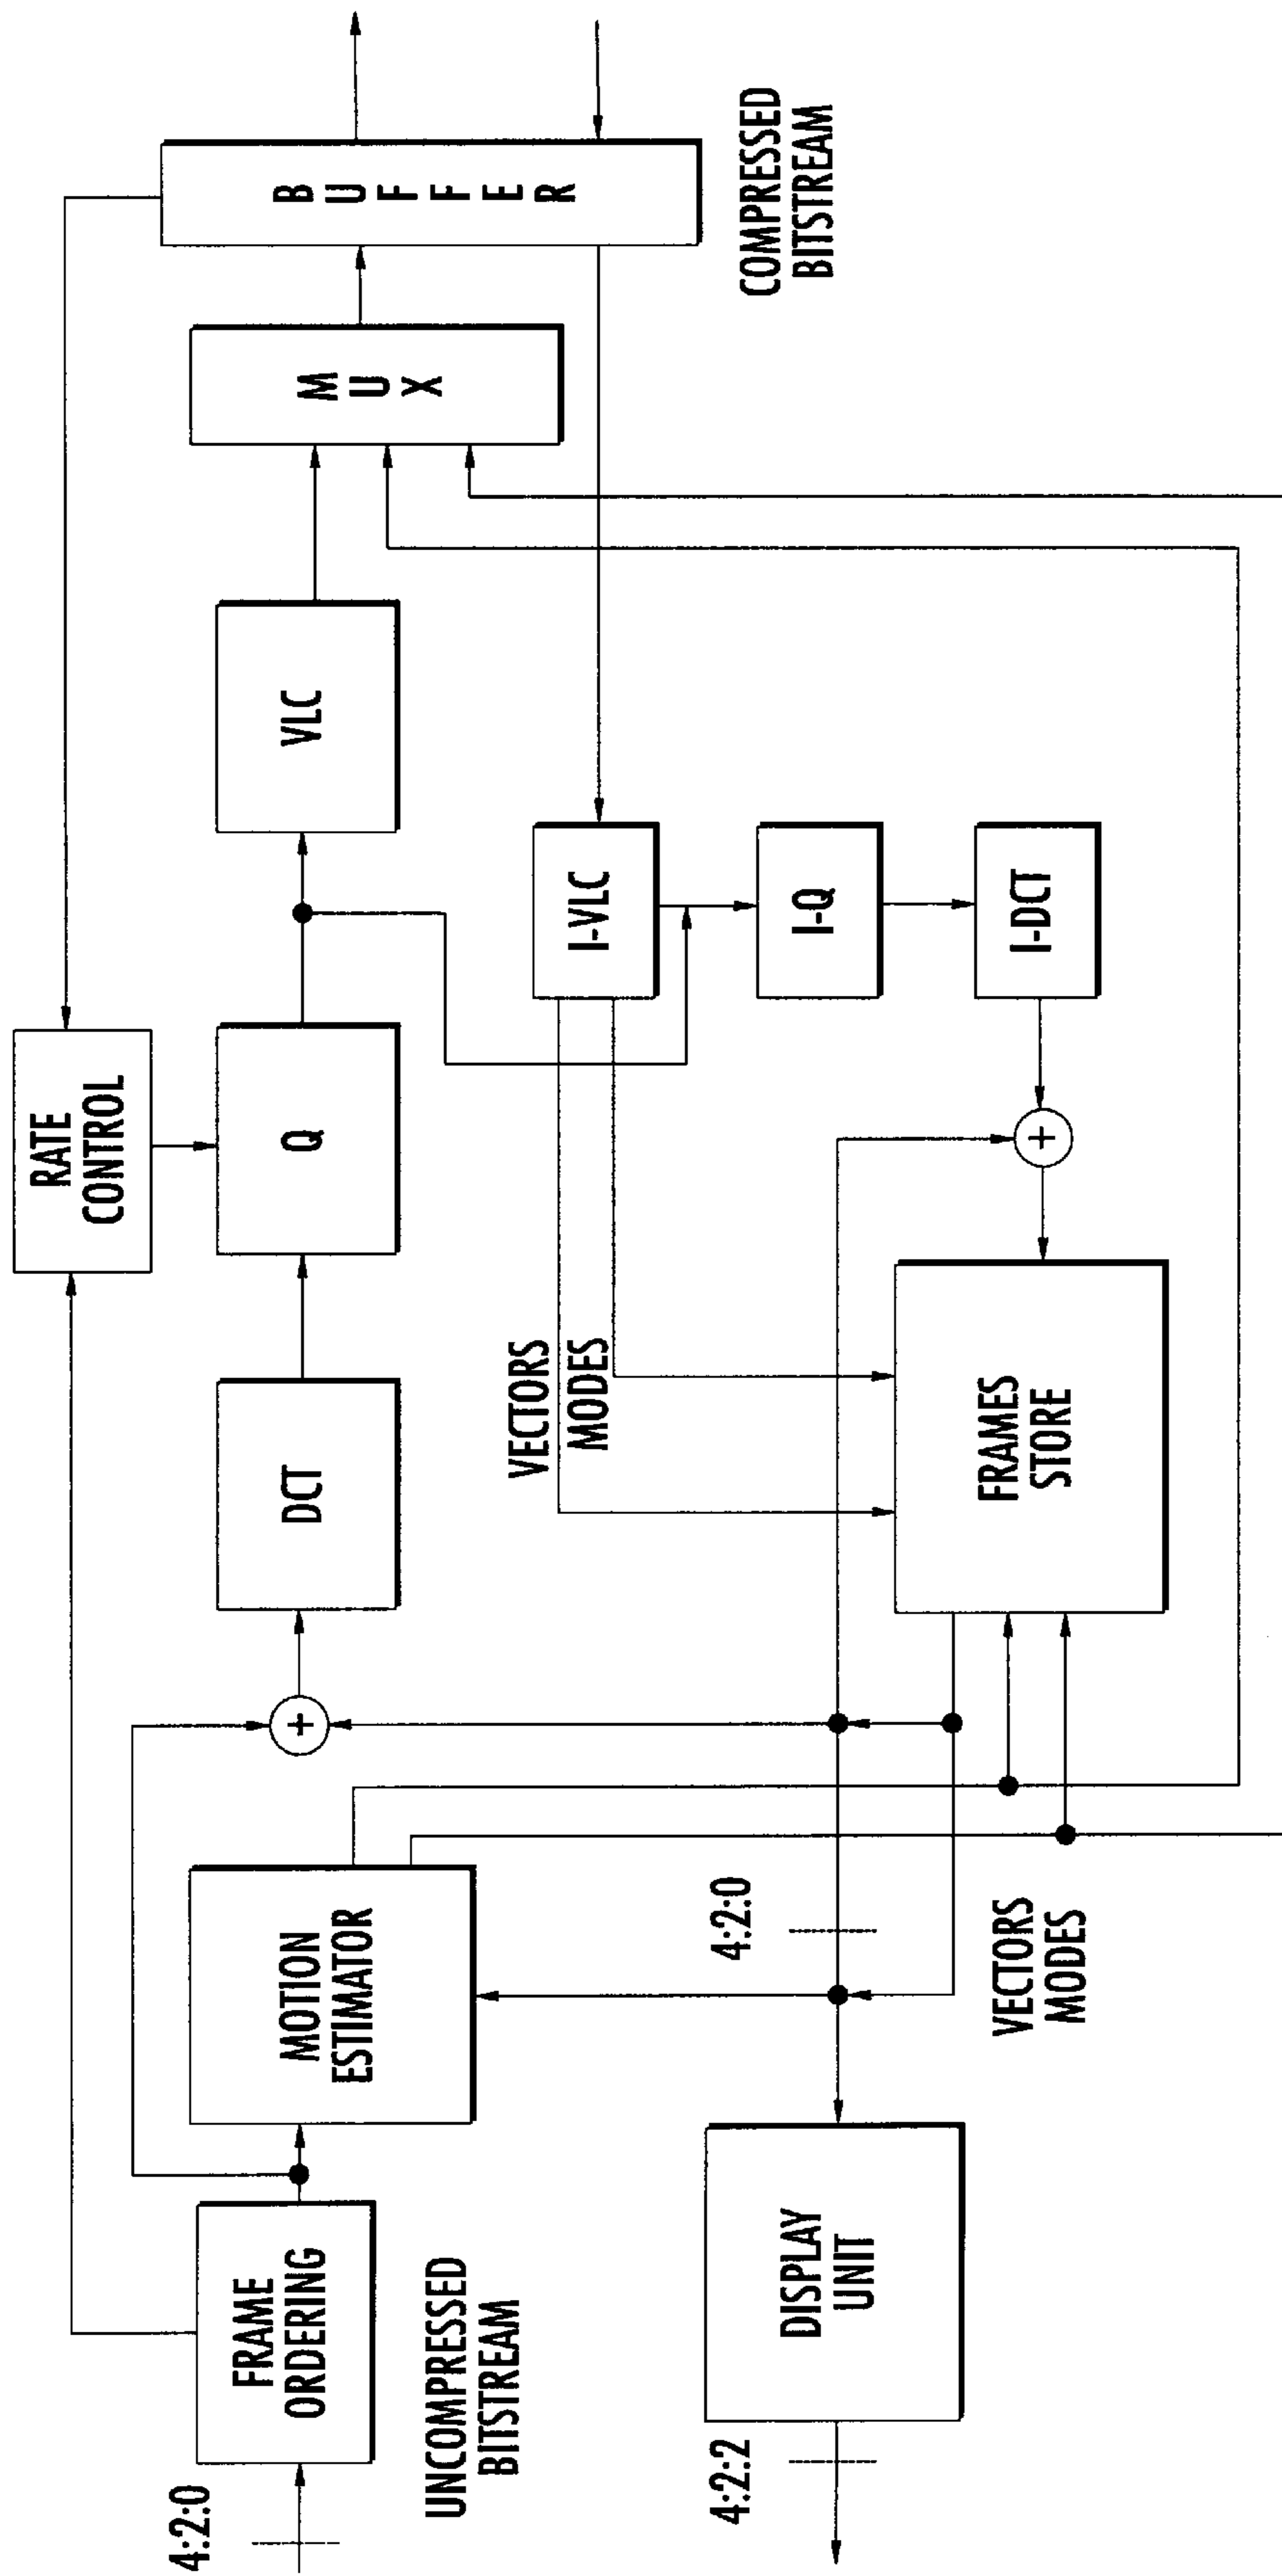 RATE
CONTROL
4:2:0
FRAME
ORDERING
MOTION
ESTIMATOR
DCT
Q
VLC
MUX
BUFFER
UNCOMPRESSED
BITSTREAM
+
VECTORS
MODES
I-VLC
I-Q
I-DCT
+
COMPRESSED
BITSTREAM
4:2:2
DISPLAY
UNIT
4:2:0
FRAMES
STORE
VECTORS
MODES